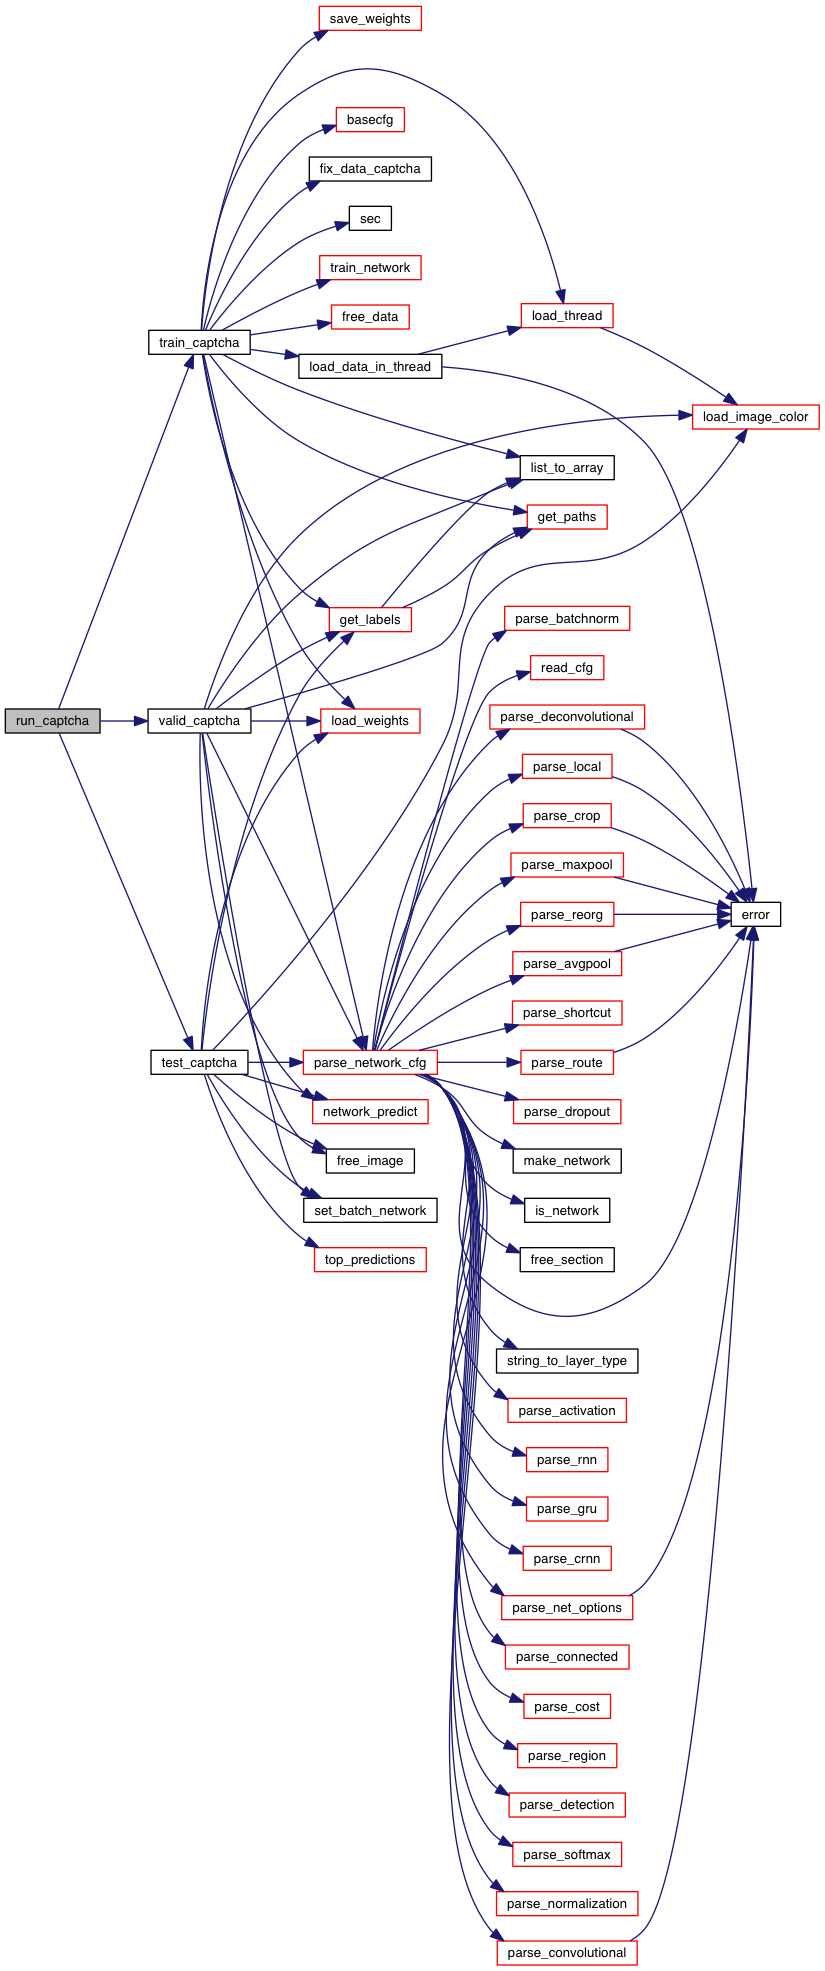 save_weights
basecfg
fix_data_captcha
sec
train_network
free_data
load_thread
train_captcha
load_data_in_thread
load_image_color
list_to_array
get_paths
get_labels
parse_batchnorm
read_cfg
run_captcha
valid_captcha
load_weights
parse_deconvolutional
parse_local
parse_crop
parse_maxpool
parse_reorg
error
parse_avgpool
parse_shortcut
test_captcha
parse_network_cfg
parse_route
network_predict
parse_dropout
free_image
make_network
set_batch_network
is_network
top_predictions
free_section
string_to_layer_type
parse_activation
parse_rnn
parse_gru
parse_crnn
parse_net_options
parse_connected
parse_cost
parse_region
parse_detection
parse_softmax
parse_normalization
parse_convolutional